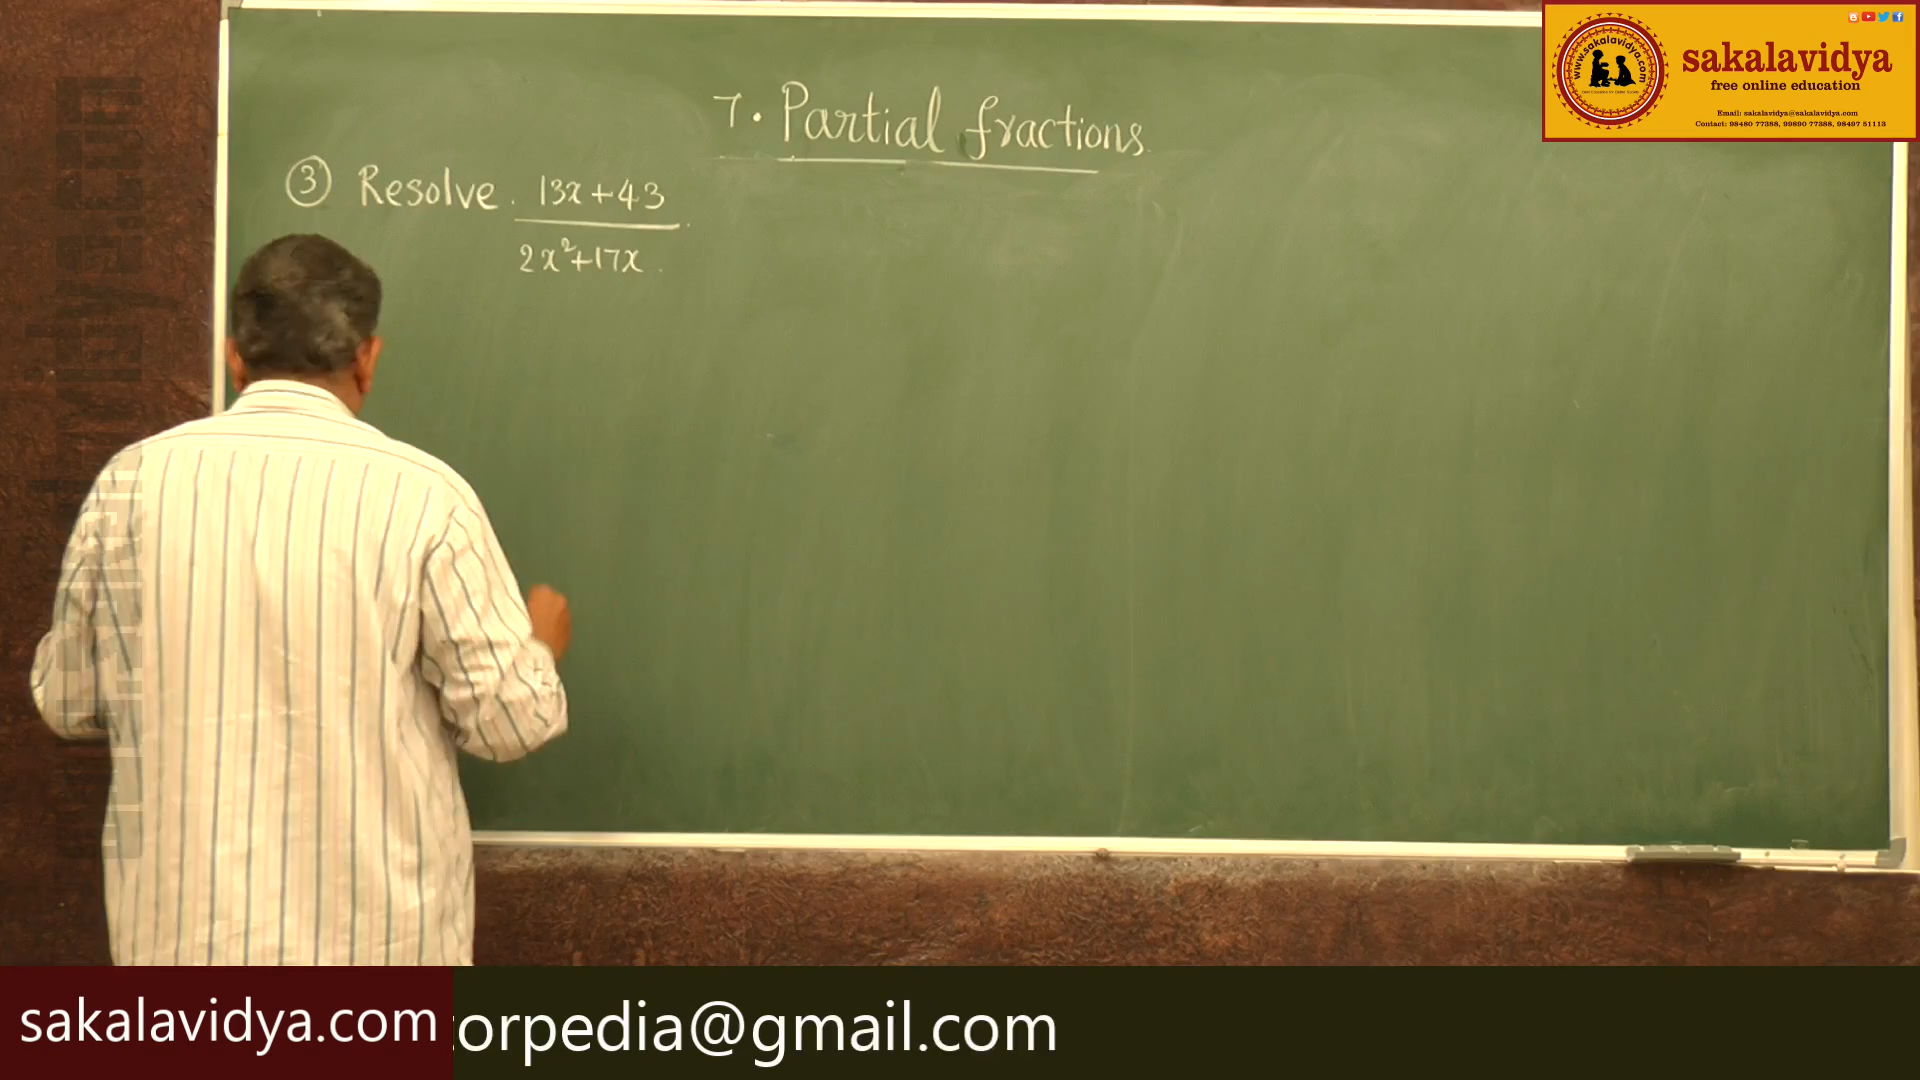 sakalavidya
free online education
Email: sakalavidya@sakalavidya.com
Contact: 98480 77388, 99890 77388, 98497 51113
www.sakalavidya.com
7. Partial fractions
③ Resolve. 13x+43
2x²+17x
sakalavidya.com
orpedia@gmail.com